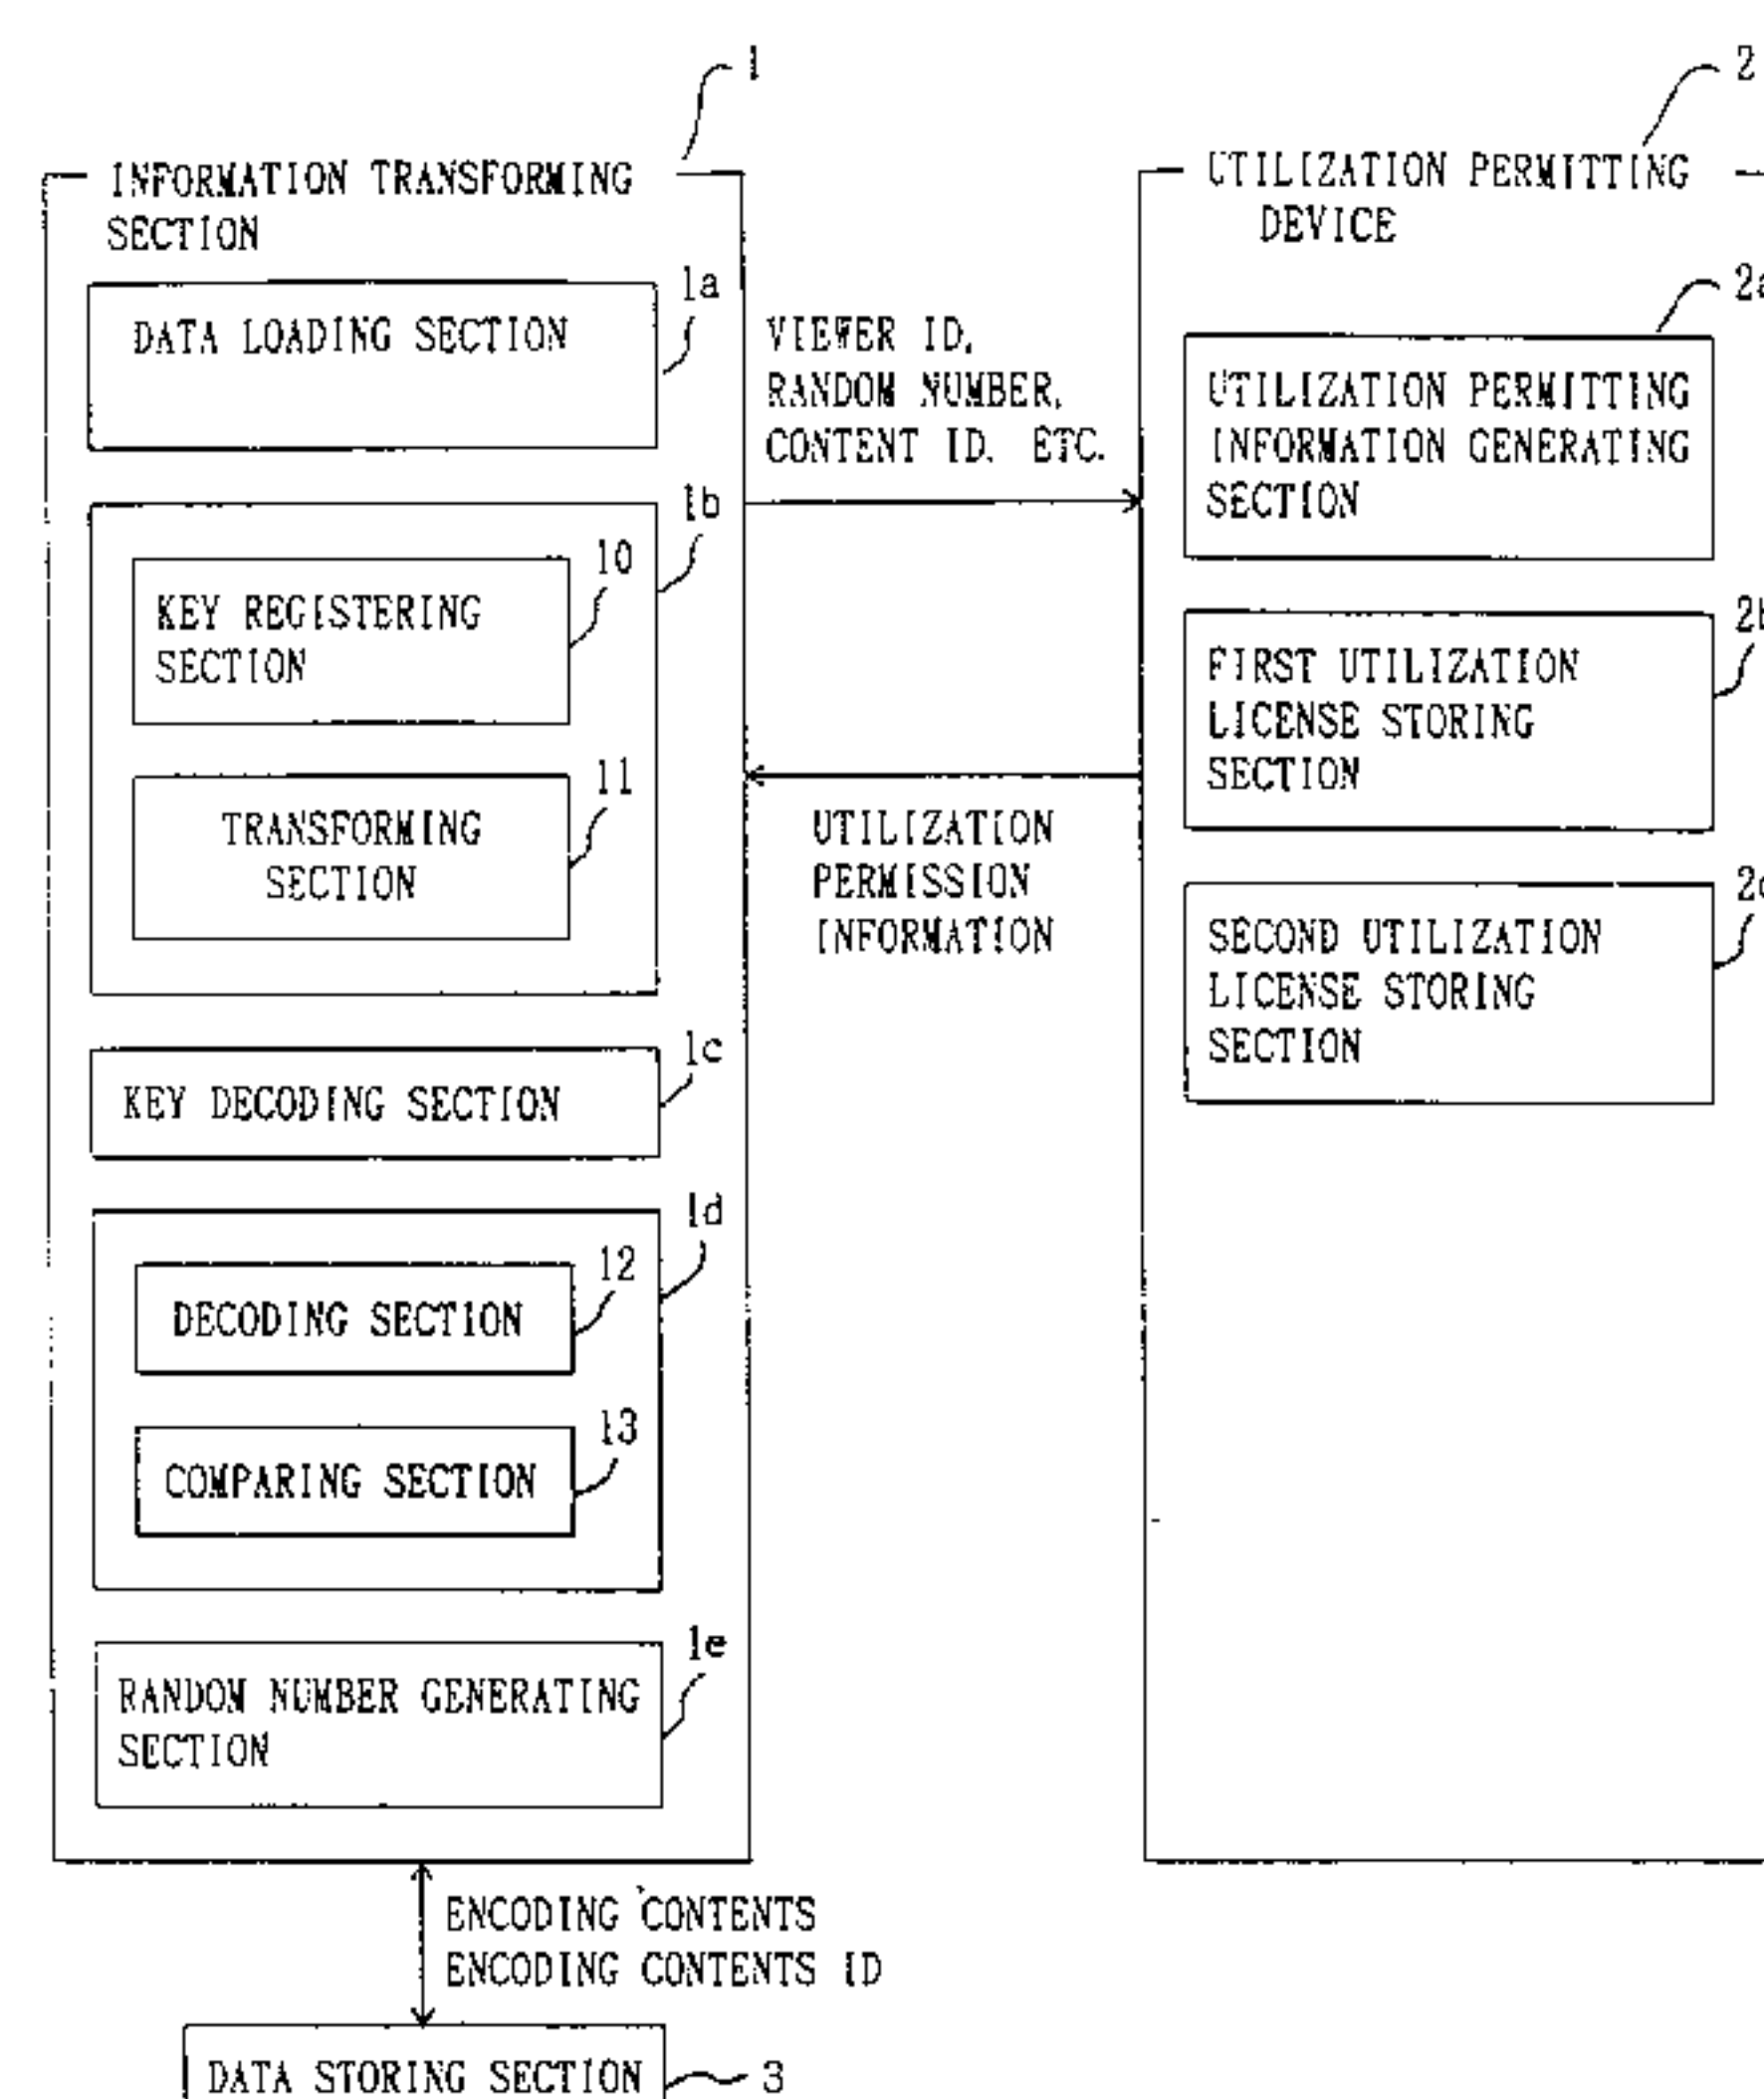 1
INFORMATION TRANSFORMING
SECTION
1a
DATA LOADING SECTION
1b
10
KEY REGISTERING
SECTION
11
TRANSFORMING
SECTION
1c
KEY DECODING SECTION
1d
12
DECODING SECTION
13
COMPARING SECTION
1e
RANDOM NUMBER GENERATING
SECTION
VIEWER ID,
RANDOM NUMBER,
CONTENT ID, ETC.
UTILIZATION
PERMISSION
INFORMATION
2
UTILIZATION PERMITTING
DEVICE
2a
UTILIZATION PERMITTING
INFORMATION GENERATING
SECTION
2b
FIRST UTILIZATION
LICENSE STORING
SECTION
2c
SECOND UTILIZATION
LICENSE STORING
SECTION
ENCODING CONTENTS
ENCODING CONTENTS ID
DATA STORING SECTION
3